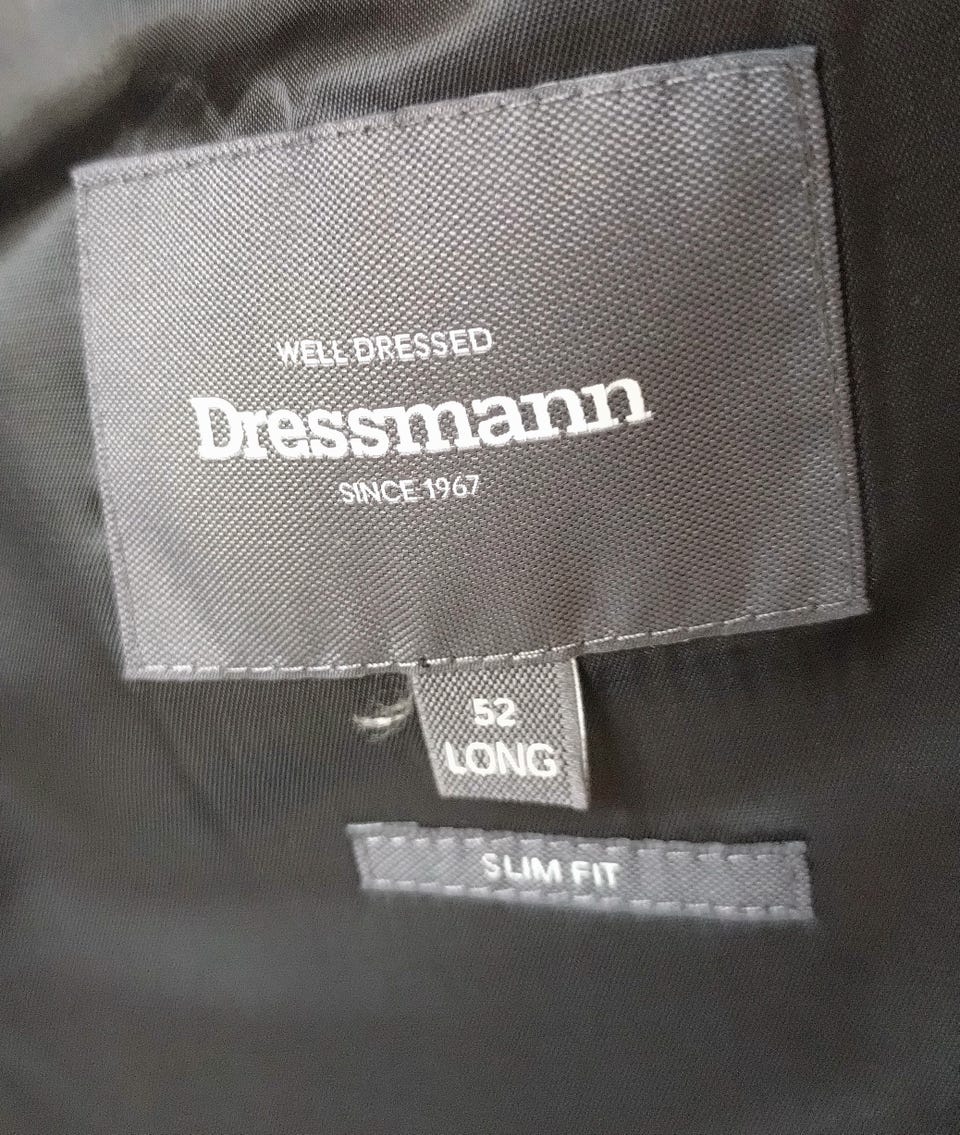 WELL DRESSED
Dressmann
SINCE 1967
52
LONG
SLIM FIT